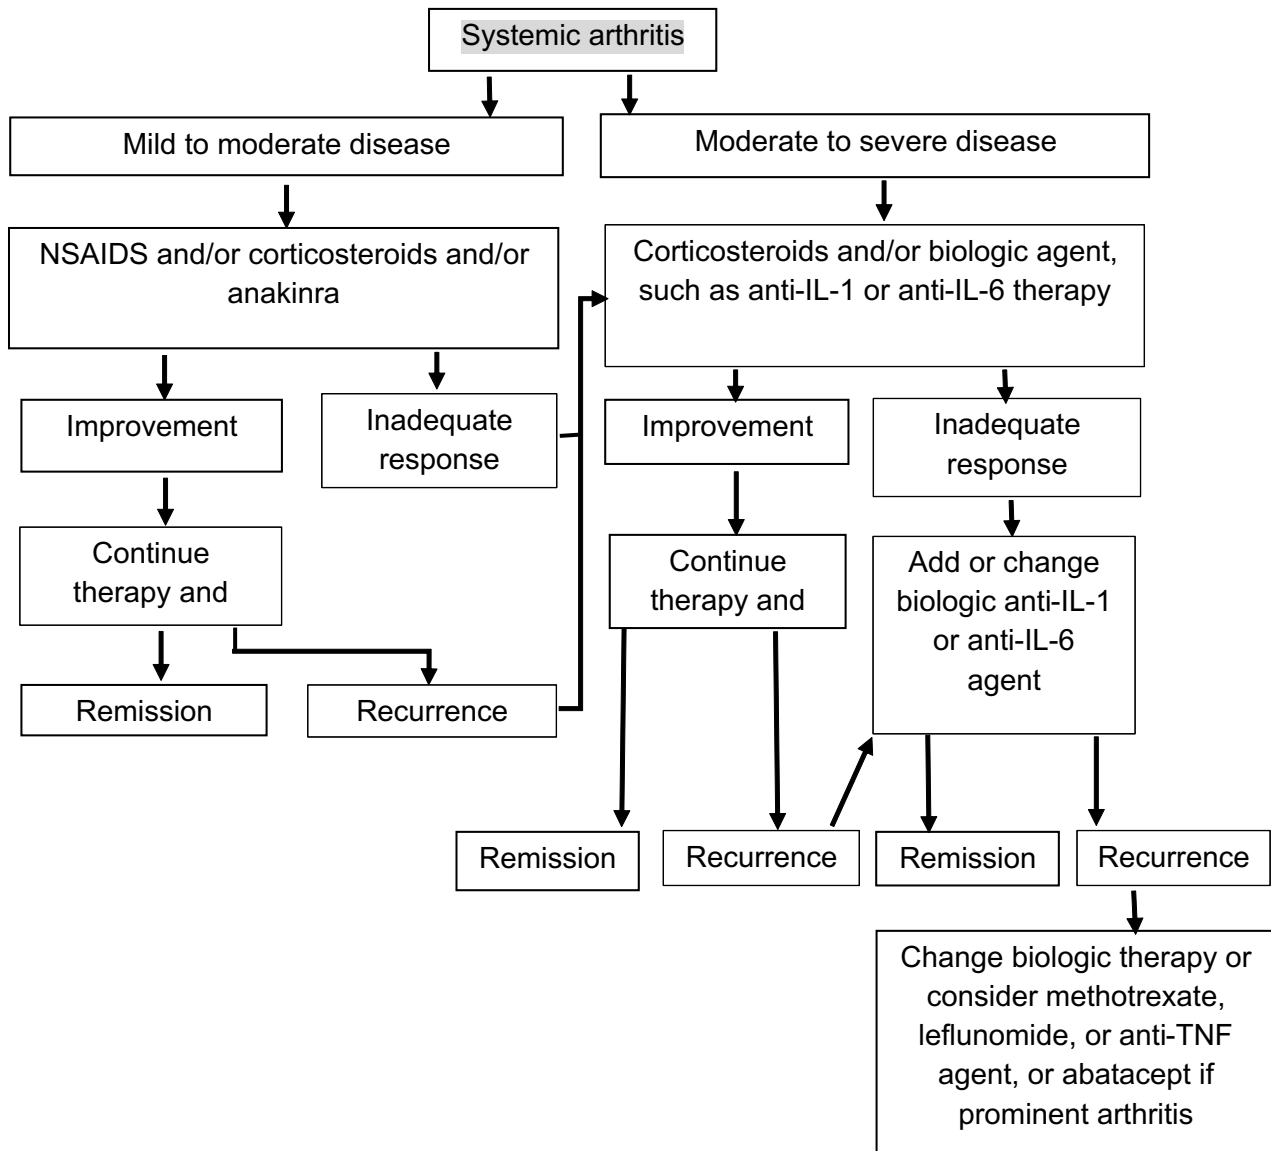 Systemic arthritis
Mild to moderate disease
Moderate to severe disease
NSAIDS and/or corticosteroids and/or
anakinra
Corticosteroids and/or biologic agent,
such as anti-IL-1 or anti-IL-6 therapy
Improvement
Inadequate
response
Improvement
Inadequate
response
Continue
therapy and
Continue
therapy and
Add or change
biologic anti-IL-1
or anti-IL-6
agent
Remission
Recurrence
Remission
Recurrence
Remission
Recurrence
Change biologic therapy or
consider methotrexate,
leflunomide, or anti-TNF
agent, or abatacept if
prominent arthritis